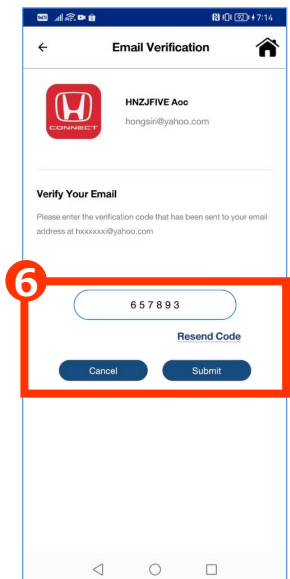 92 7:14
Email Verification
CONNECT
HNZJFIVE Aoc
hongsiri@yahoo.com
Verify Your Email
Please enter the verification code that has been sent to your email
address at hxxxxxxi@yahoo.com
6
657893
Resend Code
Cancel Submit